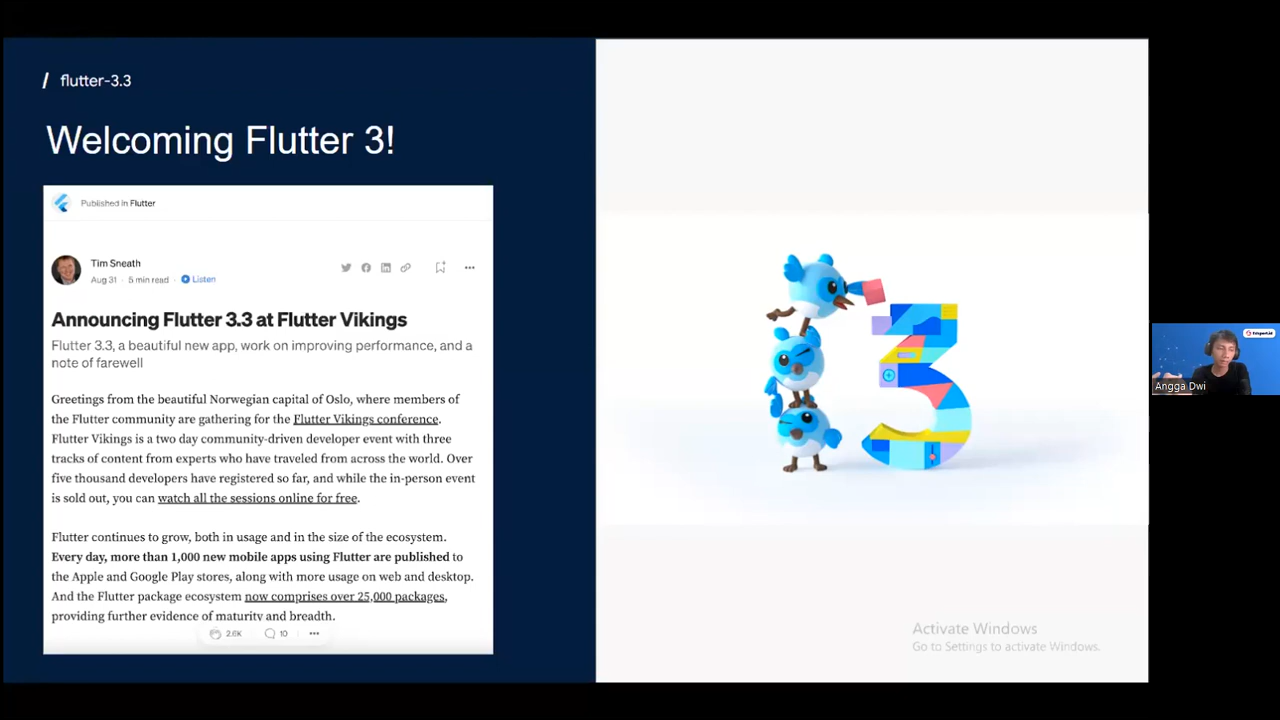 / flutter-3.3
Welcoming Flutter 3!
Published in Flutter
Tim Sneath
Aug 31 · 5 min read · Listen
Announcing Flutter 3.3 at Flutter Vikings
Flutter 3.3, a beautiful new app, work on improving performance, and a
note of farewell
Greetings from the beautiful Norwegian capital of Oslo, where members of
the Flutter community are gathering for the Flutter Vikings conference.
Flutter Vikings is a two day community-driven developer event with three
tracks of content from experts who have traveled from across the world. Over
five thousand developers have registered so far, and while the in-person event
is sold out, you can watch all the sessions online for free.
Flutter continues to grow, both in usage and in the size of the ecosystem.
Every day, more than 1,000 new mobile apps using Flutter are published to
the Apple and Google Play stores, along with more usage on web and desktop.
And the Flutter package ecosystem now comprises over 25,000 packages,
providing further evidence of maturity and breadth.
2.6K 10
3
Activate Windows
Go to Settings to activate Windows.
Angga Dwi